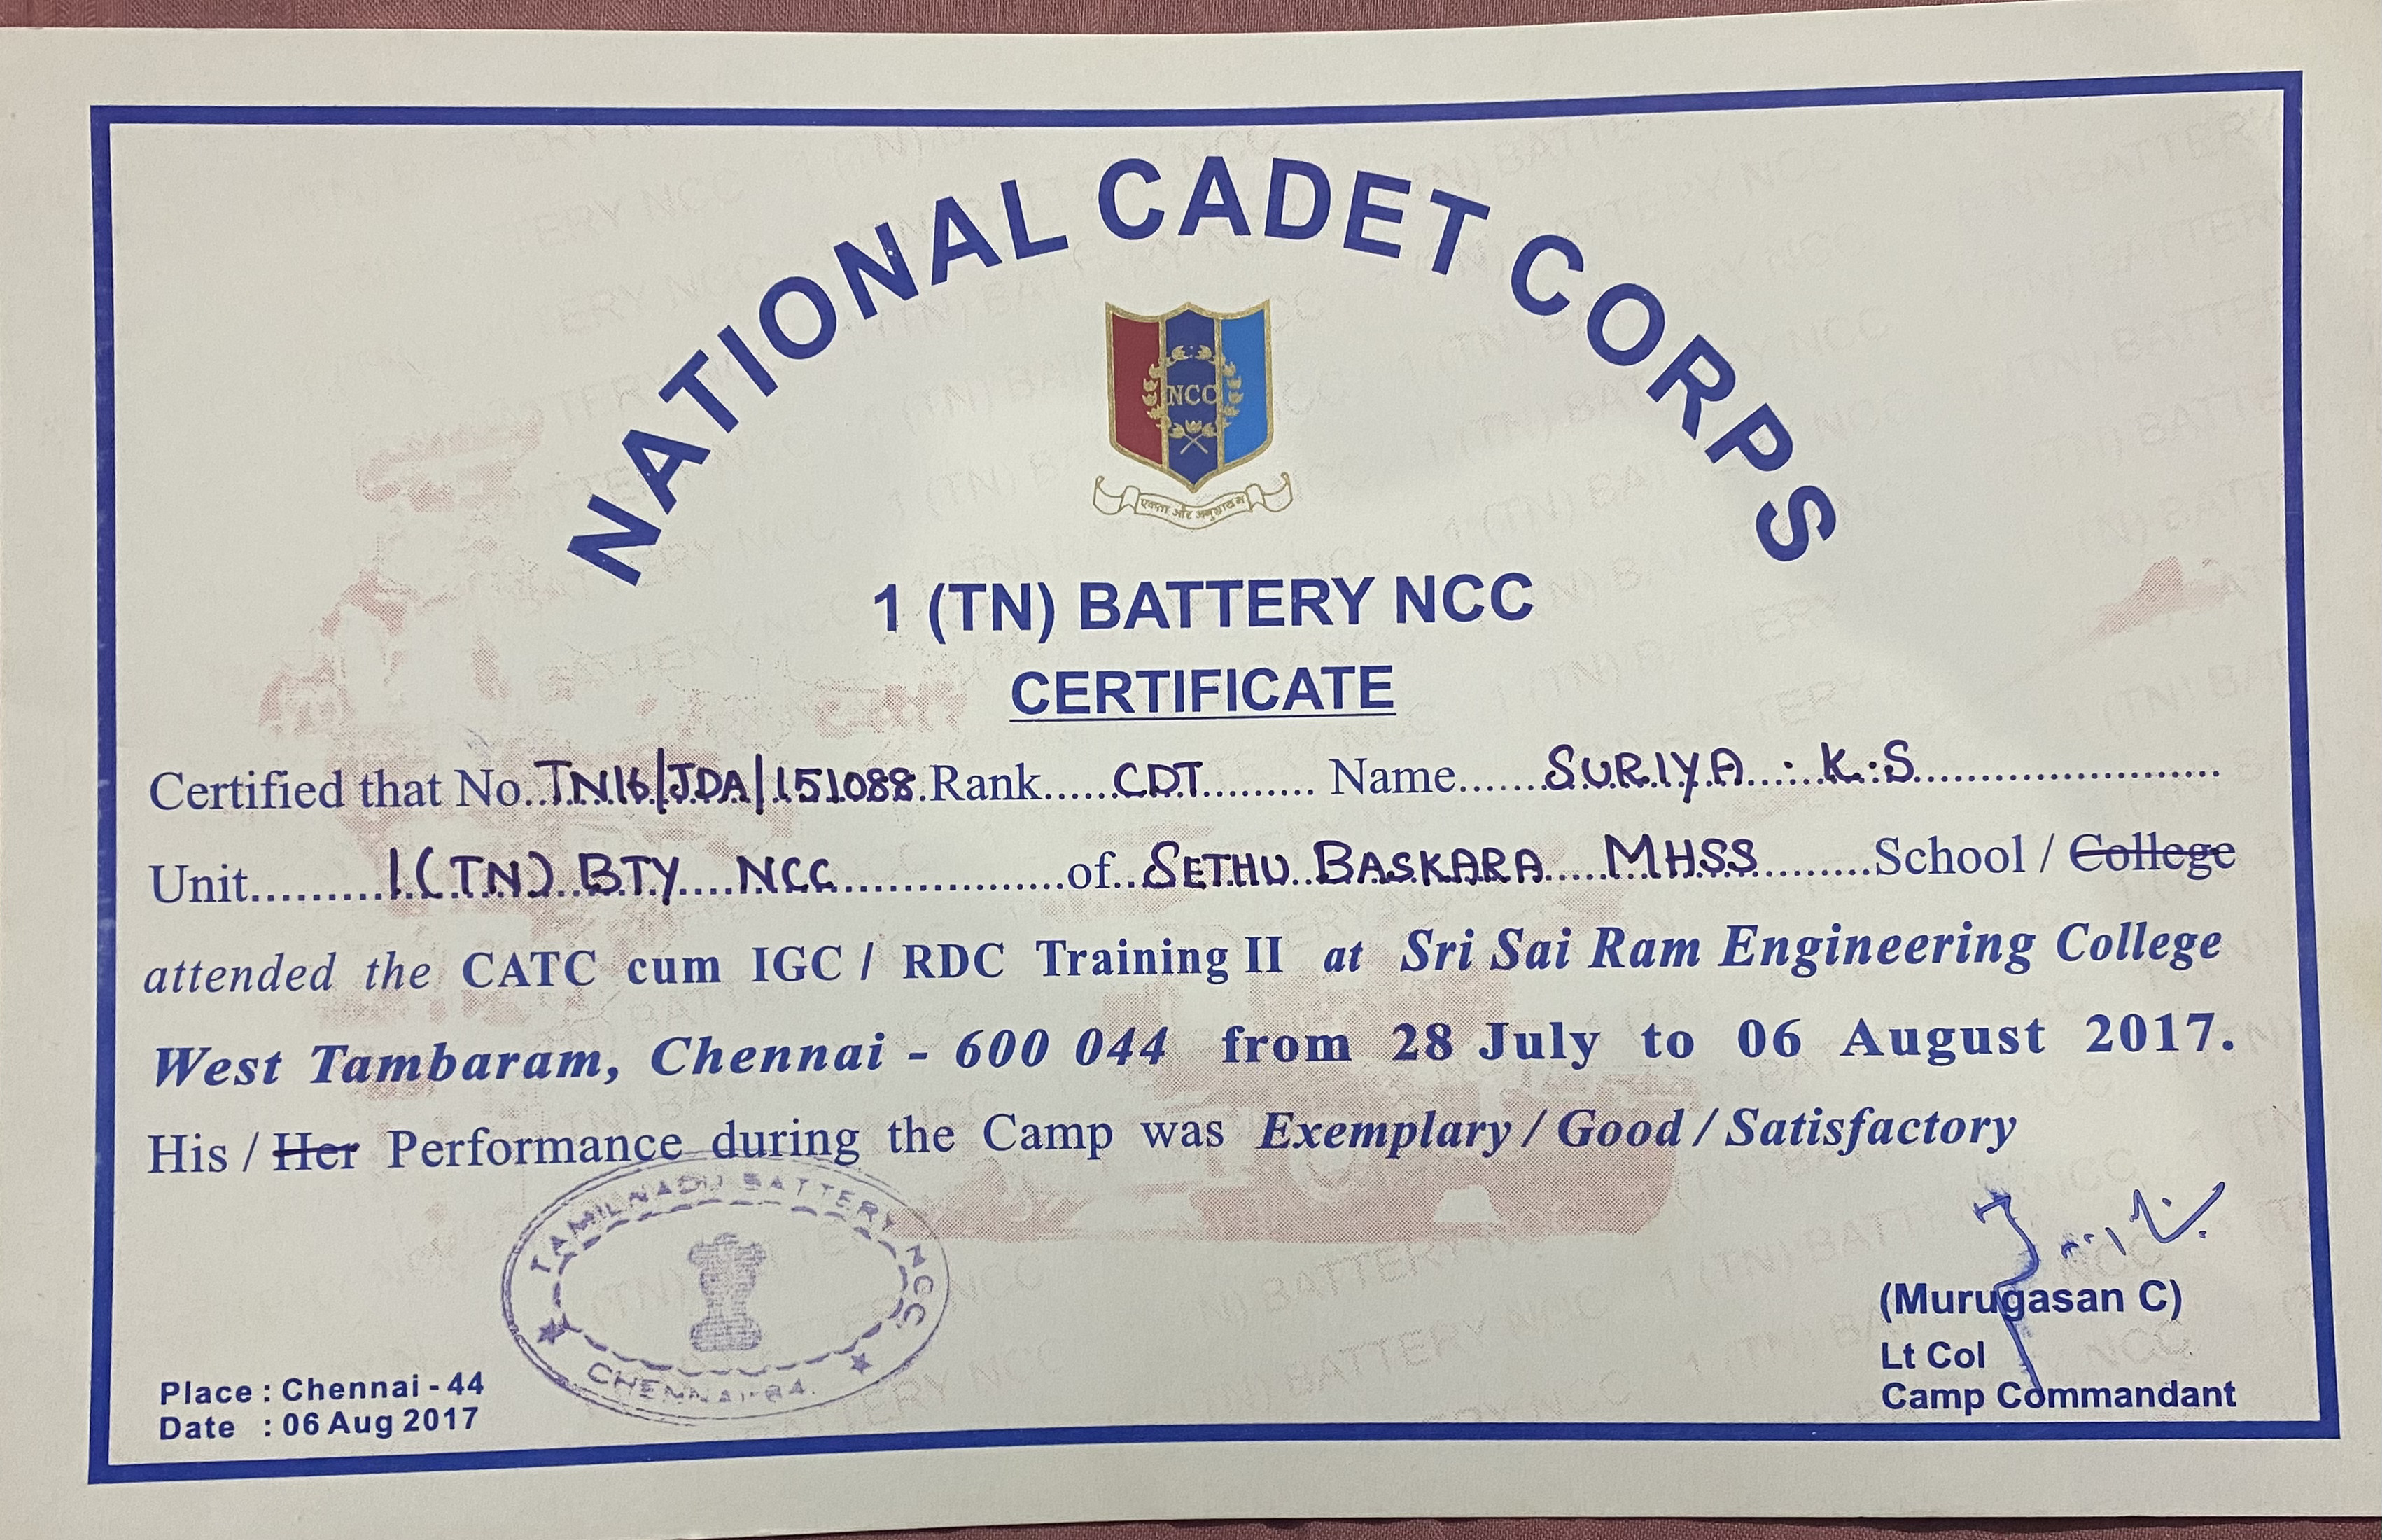 NATIONAL CADET CORPS
NCC
एकता और अनुशासन
1 (TN) BATTERY NCC
CERTIFICATE
Certified that No..TN16/JDA/151088.Rank......CDT......... Name.......SURIYA..:.K.:S..........................
Unit.........1(TN) BTY NCC.................of..SETHU BASKARA MHSS.........School / College
attended the CATC cum IGC / RDC Training II at Sri Sai Ram Engineering College
West Tambaram, Chennai - 600 044 from 28 July to 06 August 2017.
His / Her Performance during the Camp was Exemplary / Good / Satisfactory
TAMILNADU BATTERY NCC
CHENNAI-84.
(Murugasan C)
Lt Col
Camp Commandant
Place : Chennai - 44
Date : 06 Aug 2017